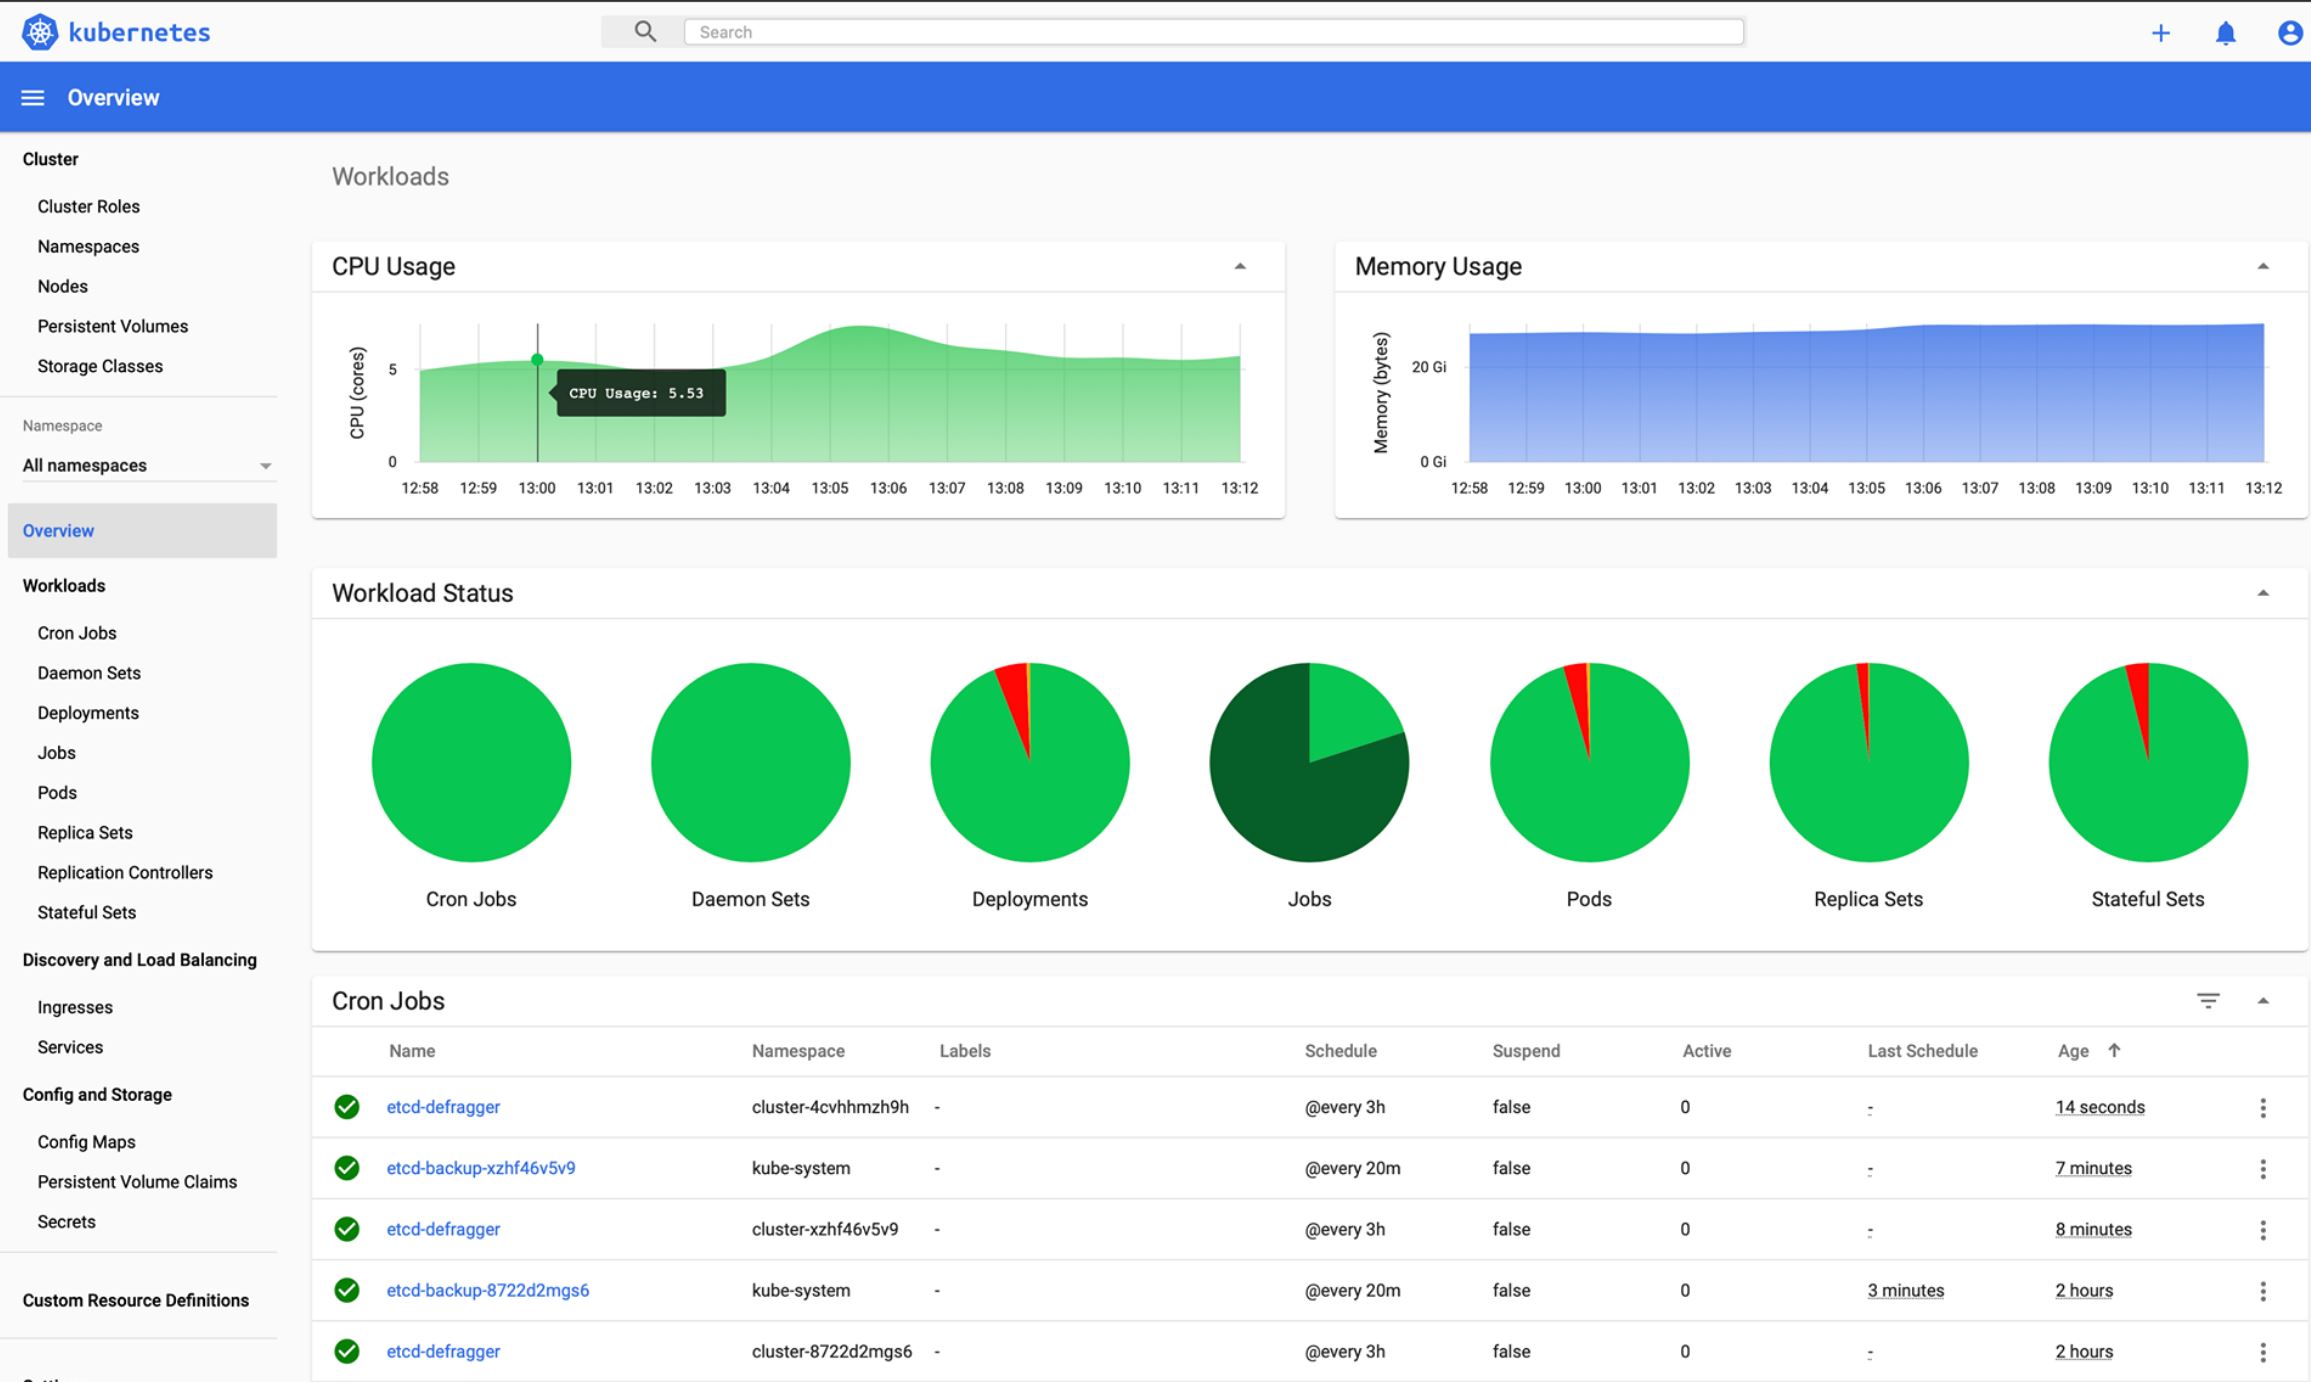 kubernetes
Search
Overview
Cluster
Cluster Roles
Namespaces
Nodes
Persistent Volumes
Storage Classes
Namespace
All namespaces
Overview
Workloads
Cron Jobs
Daemon Sets
Deployments
Jobs
Pods
Replica Sets
Replication Controllers
Stateful Sets
Discovery and Load Balancing
Ingresses
Services
Config and Storage
Config Maps
Persistent Volume Claims
Secrets
Custom Resource Definitions
Workloads
CPU Usage
CPU (cores)
5
0
CPU Usage: 5.53
12:58 12:59 13:00 13:01 13:02 13:03 13:04 13:05 13:06 13:07 13:08 13:09 13:10 13:11 13:12
Memory Usage
Memory (bytes)
20 Gi
0 Gi
12:58 12:59 13:00 13:01 13:02 13:03 13:04 13:05 13:06 13:07 13:08 13:09 13:10 13:11 13:12
Workload Status
Cron Jobs Daemon Sets Deployments Jobs Pods Replica Sets Stateful Sets
Cron Jobs
Name Namespace Labels Schedule Suspend Active Last Schedule Age
etcd-defragger cluster-4cvhhmzh9h - @every 3h false 0 - 14 seconds
etcd-backup-xzhf46v5v9 kube-system - @every 20m false 0 - 7 minutes
etcd-defragger cluster-xzhf46v5v9 - @every 3h false 0 - 8 minutes
etcd-backup-8722d2mgs6 kube-system - @every 20m false 0 3 minutes 2 hours
etcd-defragger cluster-8722d2mgs6 - @every 3h false 0 - 2 hours